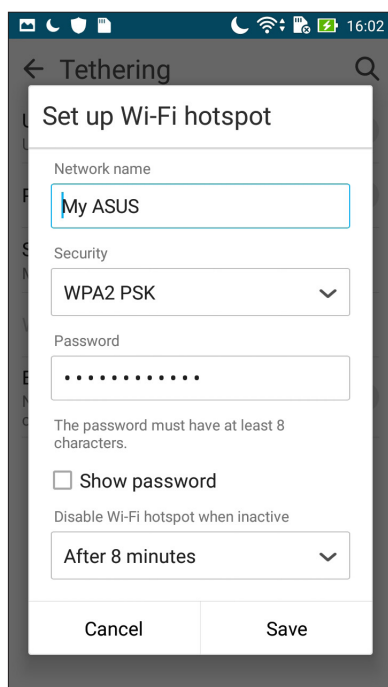 16:02
Tethering
Set up Wi-Fi hotspot
Network name
My ASUS
Security
WPA2 PSK
Password
••••••••••••
The password must have at least 8
characters.
Show password
Disable Wi-Fi hotspot when inactive
After 8 minutes
Cancel Save